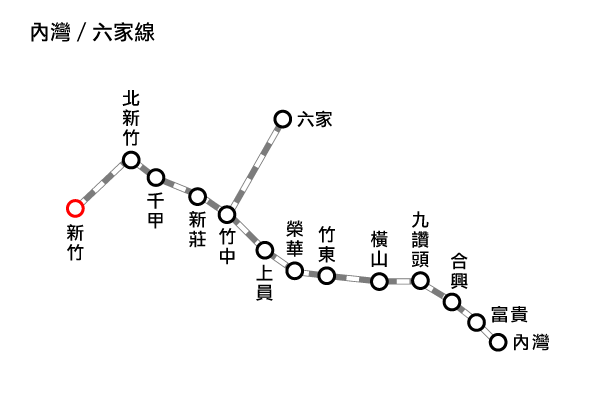 內灣 / 六家線
北新竹
六家
新竹
千甲
新莊
竹中
上員
榮華
竹東
橫山
九讚頭
合興
富貴
內灣